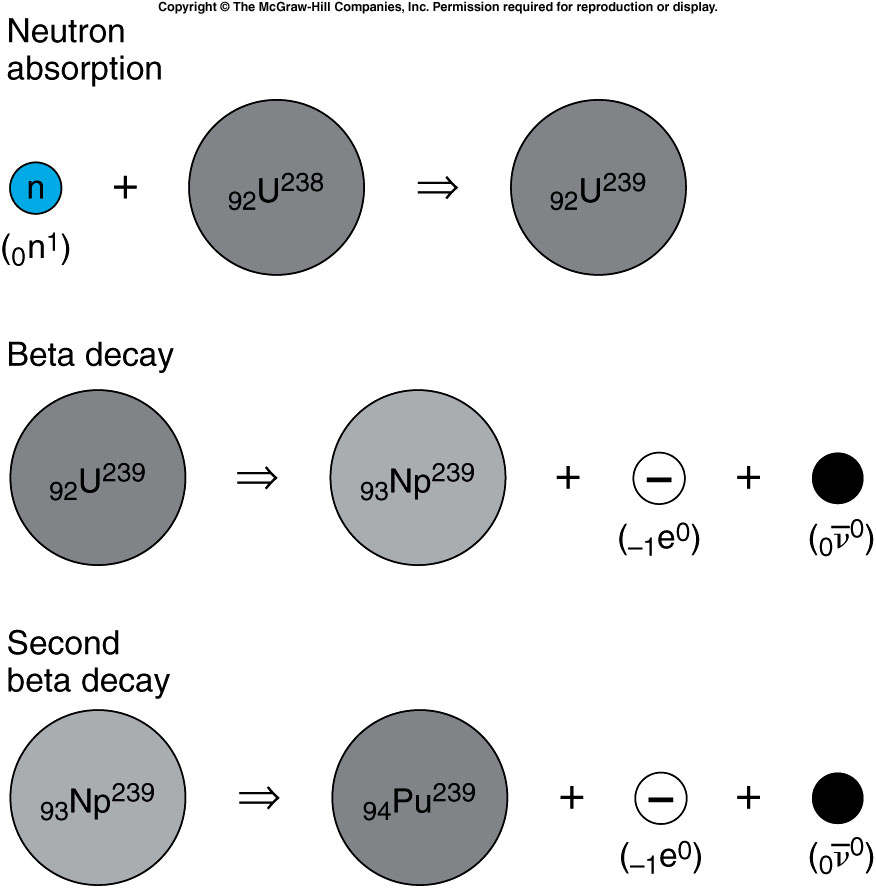 Copyright © The McGraw-Hill Companies, Inc. Permission required for reproduction or display.
Neutron
absorption
n + ₉₂U²³⁸ ⇒ ₉₂U²³⁹
(₀n¹)
Beta decay
₉₂U²³⁹ ⇒ ₉₃Np²³⁹ + − +
(₋₁e⁰) (₀ν̅⁰)
Second
beta decay
₉₃Np²³⁹ ⇒ ₉₄Pu²³⁹ + − +
(₋₁e⁰) (₀ν̅⁰)